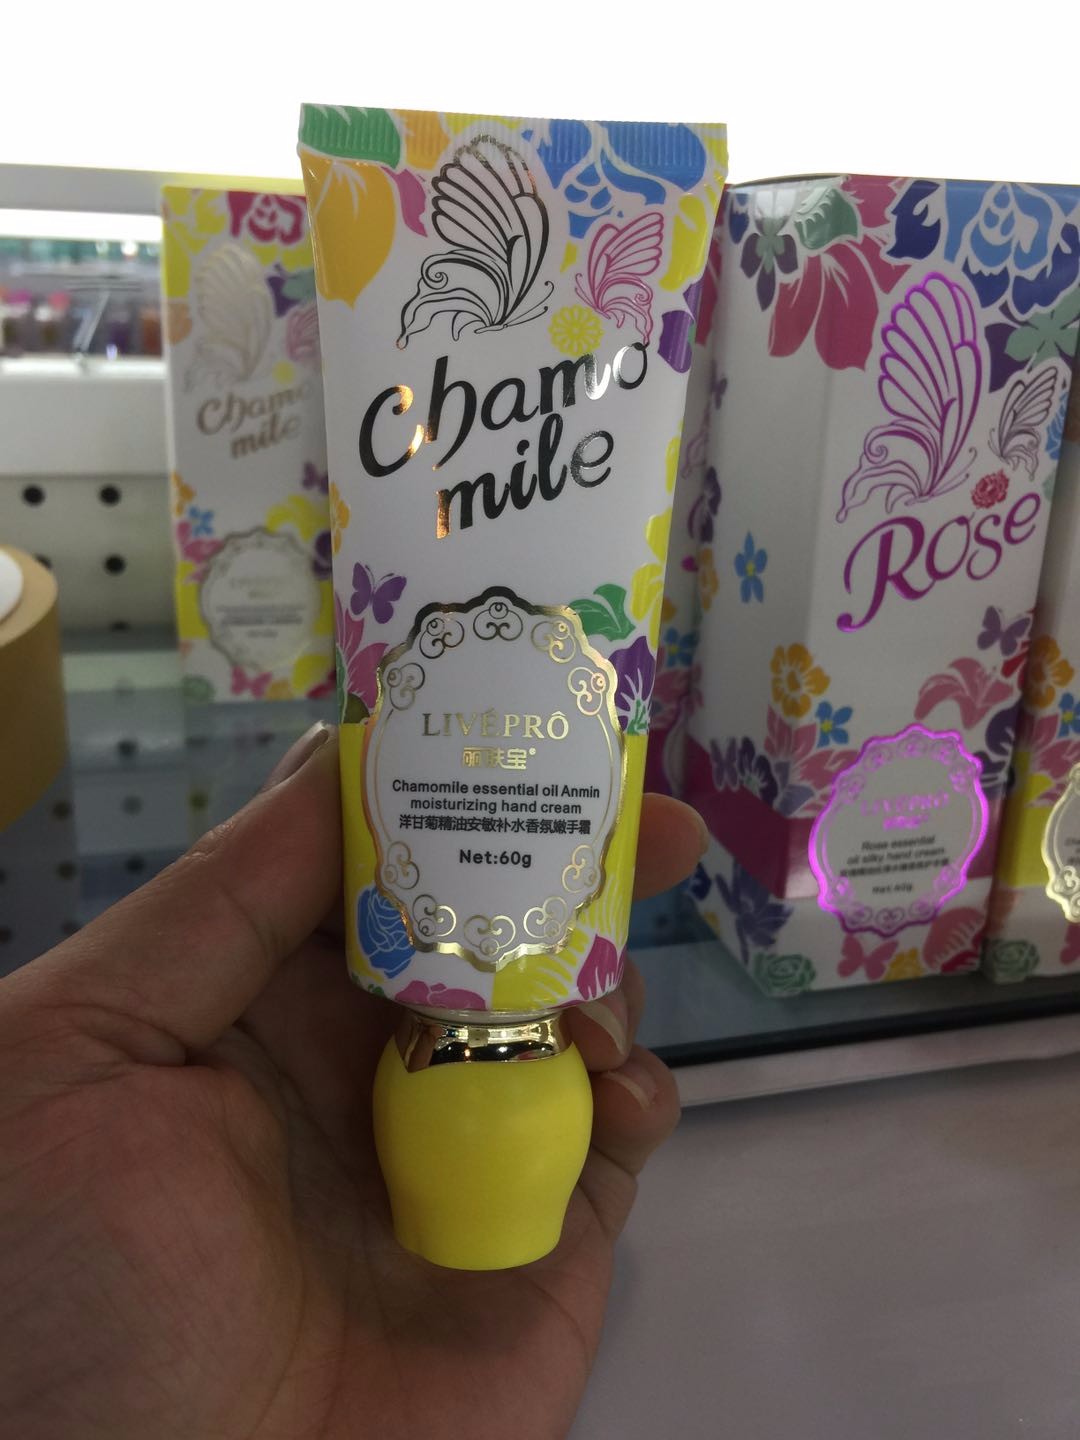 Chamo
mile
LIVÉPRÔ
丽肤宝®
Chamomile essential oil Anmin
moisturizing hand cream
洋甘菊精油安敏补水香氛嫩手霜
Net:60g
Chamo
mile
Rose
LIVÉPRÔ
Rose essential
oil silky hand cream
Net:60g